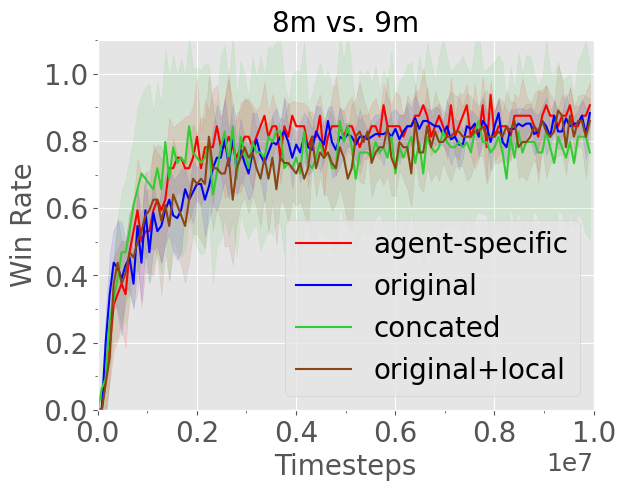 8m vs. 9m
1.0
0.8
0.6
0.4
0.2
0.0
Win Rate
agent-specific
original
concated
original+local
0.0 0.2 0.4 0.6 0.8 1.0
Timesteps
1e7